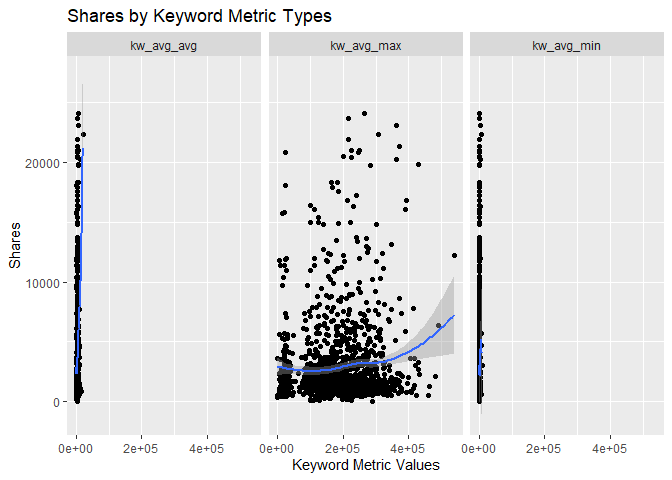 Shares by Keyword Metric Types
kw_avg_avg kw_avg_max kw_avg_min
Shares
20000
10000
0
0e+00 2e+05 4e+05 0e+00 2e+05 4e+05 0e+00 2e+05 4e+05
Keyword Metric Values